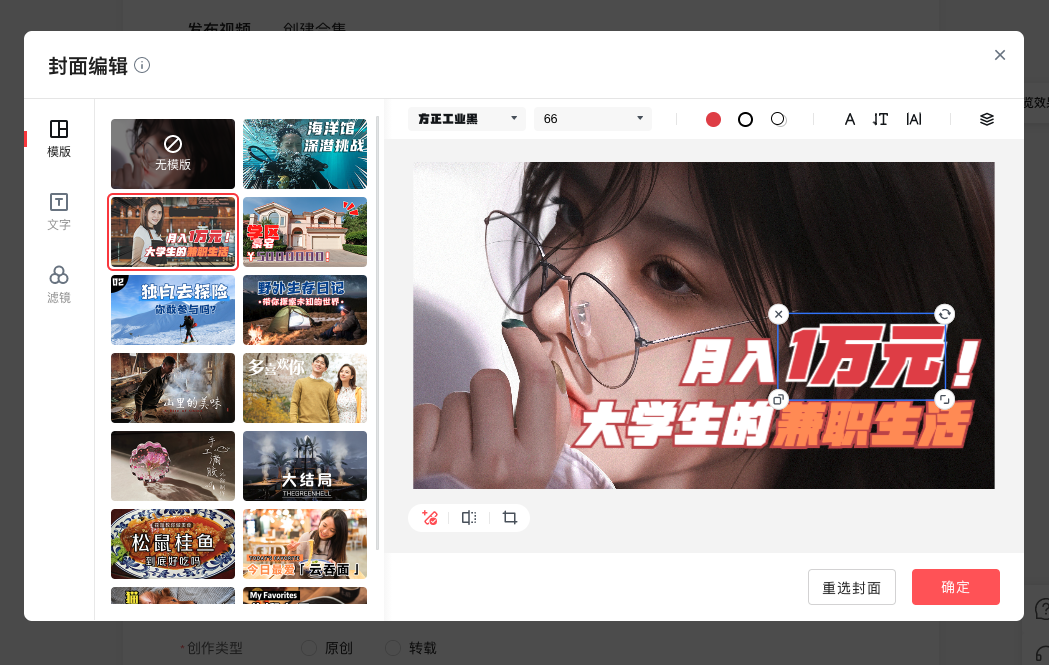 发布视频
创建合集
封面编辑
览效果
模版
文字
滤镜
无模版
海洋馆
深潜挑战
月入1万元！
大学生的兼职生活
学区
豪宅
¥5000000！
02
独自去探险
你敢参与吗？
野外生存日记
•带你探索未知的世界•
山里的美味
多喜欢你
手工滴胶
大结局
THEGREENHELL
松鼠桂鱼
到底好吃吗
TODAY'S FAVORITE
今日最爱「云吞面」
猫
My Favorites
方正工业黑
66
A
IT
|A|
月入1万元！
大学生的兼职生活
重选封面
确定
*创作类型
原创
转载